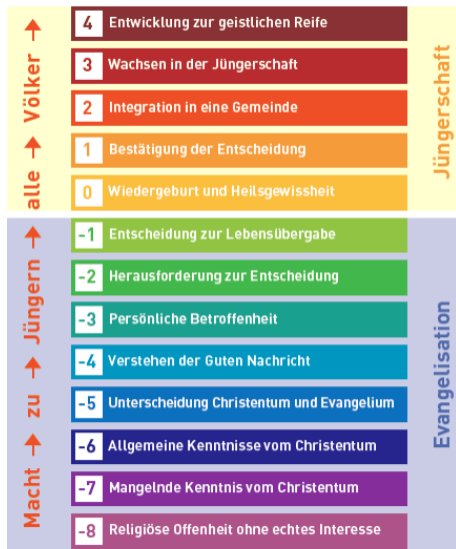 4 Entwicklung zur geistlichen Reife
3 Wachsen in der Jüngerschaft
2 Integration in eine Gemeinde
1 Bestätigung der Entscheidung
0 Wiedergeburt und Heilsgewissheit
-1 Entscheidung zur Lebensübergabe
-2 Herausforderung zur Entscheidung
-3 Persönliche Betroffenheit
-4 Verstehen der Guten Nachricht
-5 Unterscheidung Christentum und Evangelium
-6 Allgemeine Kenntnisse vom Christentum
-7 Mangelnde Kenntnis vom Christentum
-8 Religiöse Offenheit ohne echtes Interesse
Macht → zu → Jüngern → alle → Völker →
Jüngerschaft
Evangelisation